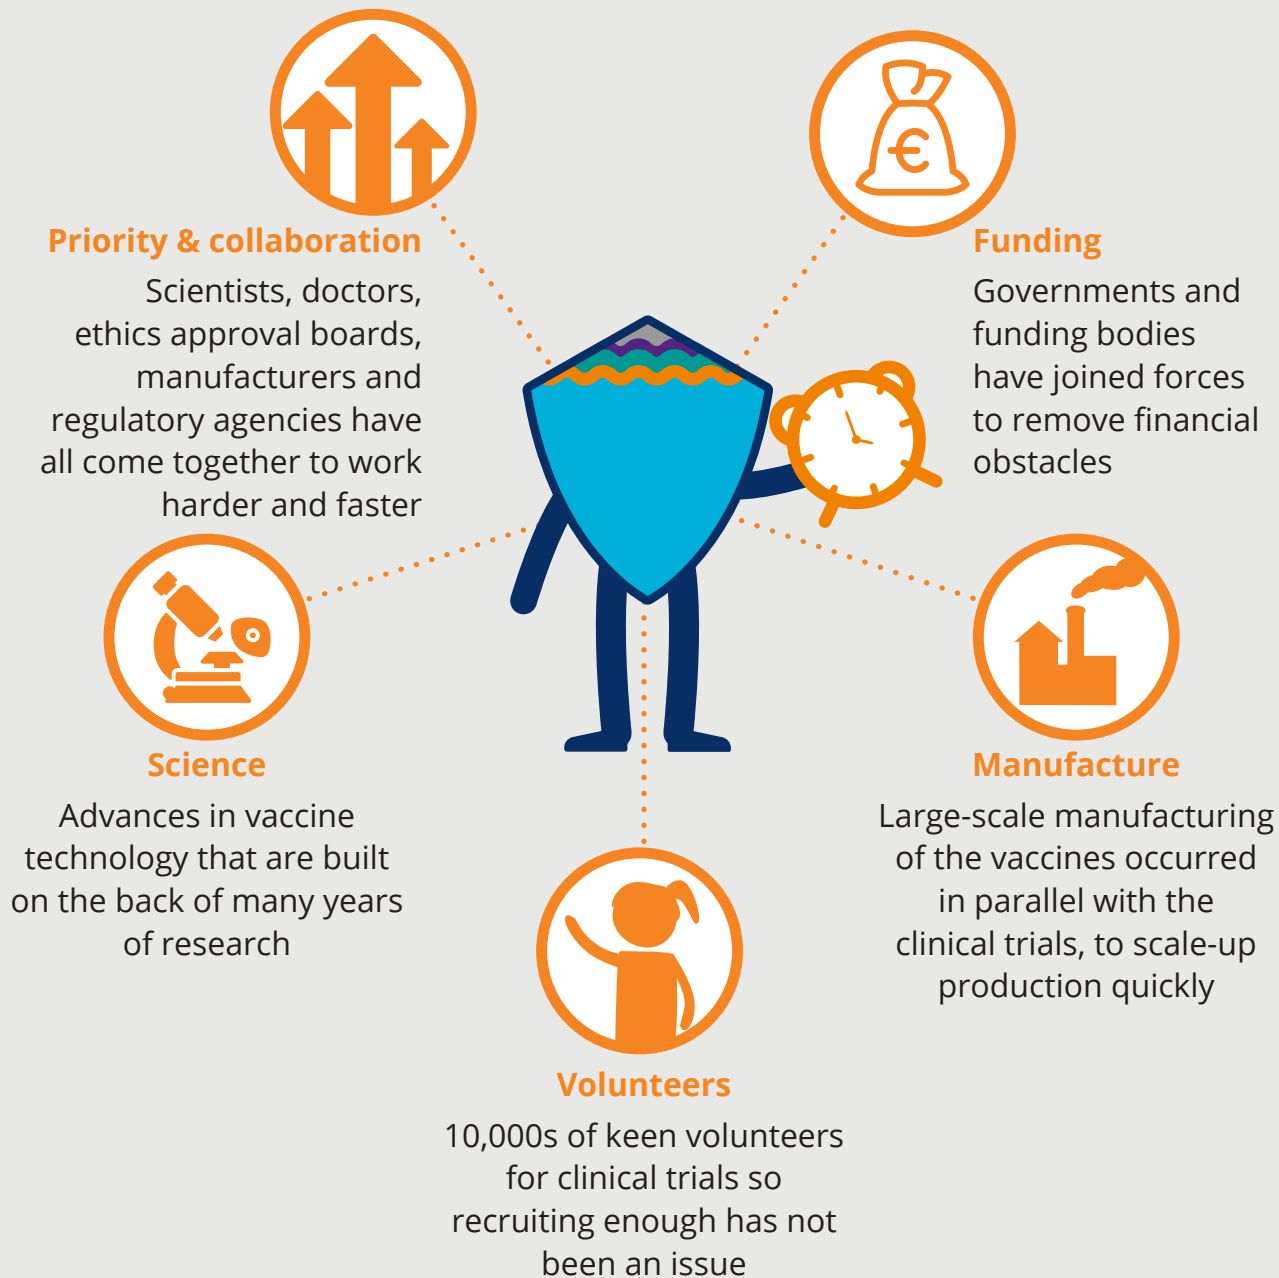 Priority & collaboration
Scientists, doctors,
ethics approval boards,
manufacturers and
regulatory agencies have
all come together to work
harder and faster
€
Funding
Governments and
funding bodies
have joined forces
to remove financial
obstacles
Science
Advances in vaccine
technology that are built
on the back of many years
of research
Manufacture
Large-scale manufacturing
of the vaccines occurred
in parallel with the
clinical trials, to scale-up
production quickly
Volunteers
10,000s of keen volunteers
for clinical trials so
recruiting enough has not
been an issue